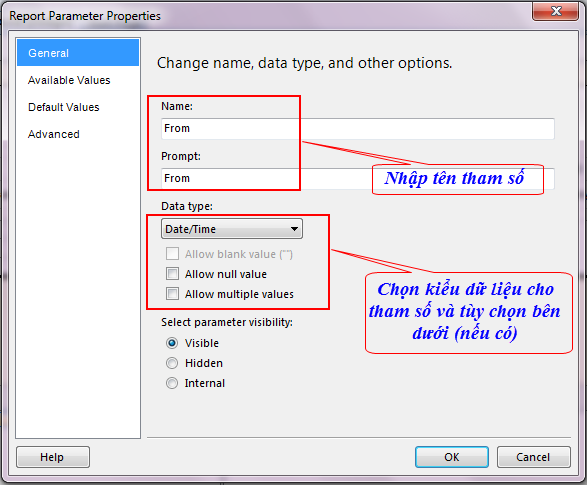 Report Parameter Properties
General
Available Values
Default Values
Advanced
Change name, data type, and other options.
Name:
From
Prompt:
From
Nhập tên tham số
Data type:
Date/Time
Allow blank value ("")
Allow null value
Allow multiple values
Chọn kiểu dữ liệu cho
tham số và tùy chọn bên
dưới (nếu có)
Select parameter visibility:
Visible
Hidden
Internal
Help
OK
Cancel